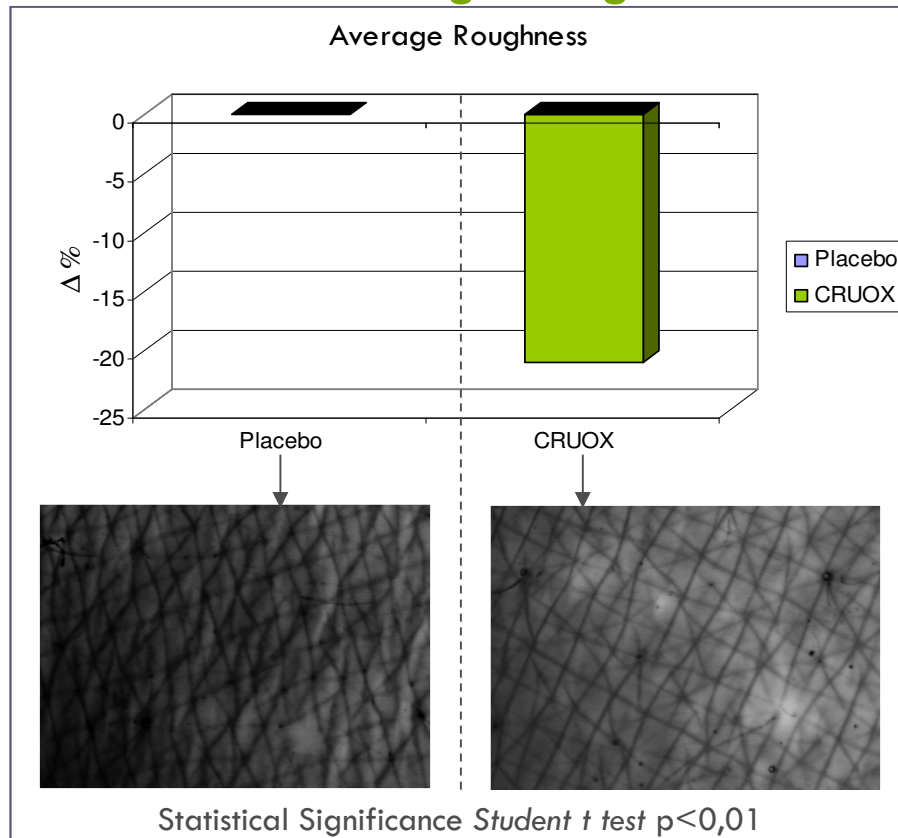 Average Roughness
0
-5
-10
-15
-20
-25
Δ %
Placebo
CRUOX
Placebo
CRUOX
Statistical Significance Student t test p<0,01